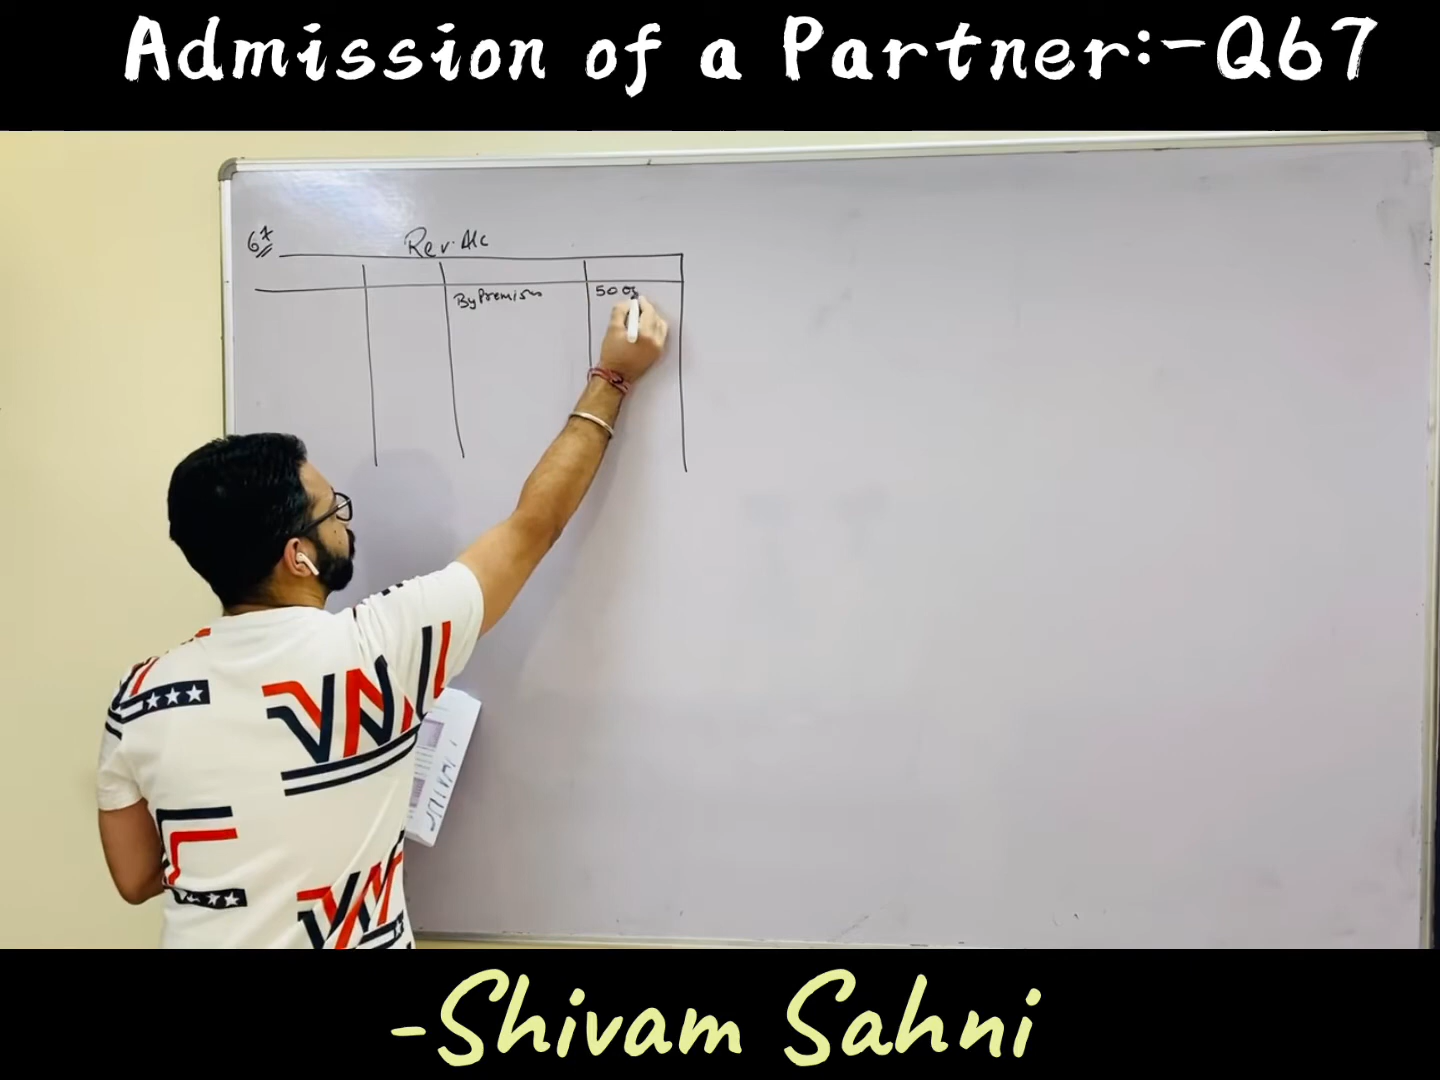 Admission of a Partner:-Q67
67
Rev. A/c
By Premises
500
-Shivam Sahni